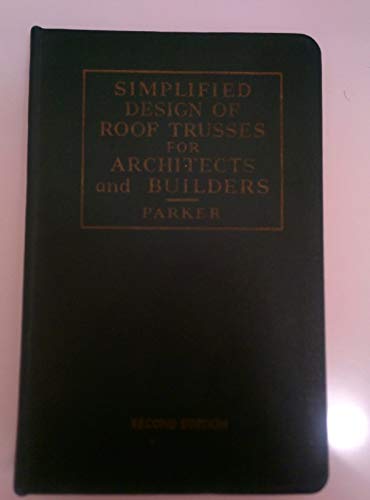 SIMPLIFIED
DESIGN OF
ROOF TRUSSES
FOR
ARCHITECTS
and BUILDERS
PARKER
SECOND EDITION